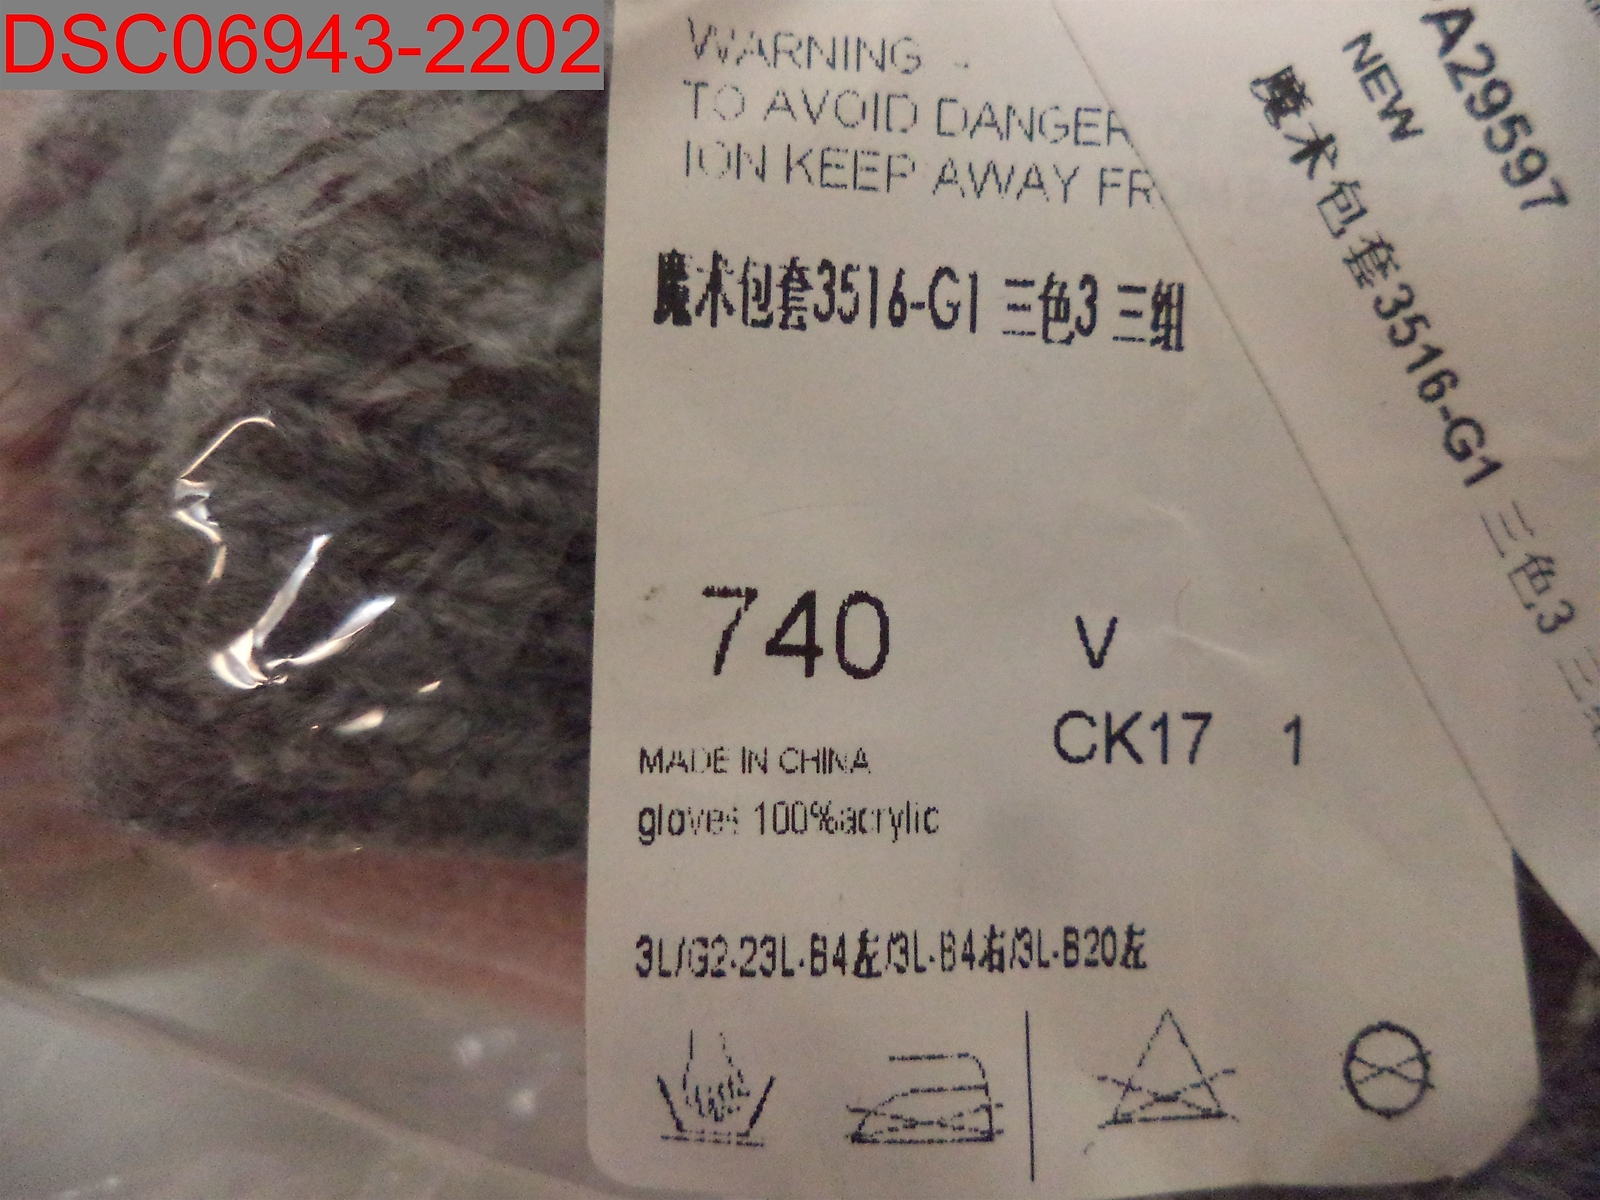 DSC06943-2202
WARNING
TO AVOID DANGER
ION KEEP AWAY FR
魔术包套3516-G1 三色3 三组
740 V
CK17 1
MADE IN CHINA
gloves 100%acrylic
3L/G2-23L-B4左/3L-B4右/3L-B20左
A29597
NEW
魔术包套3516-G1 三色3 三组